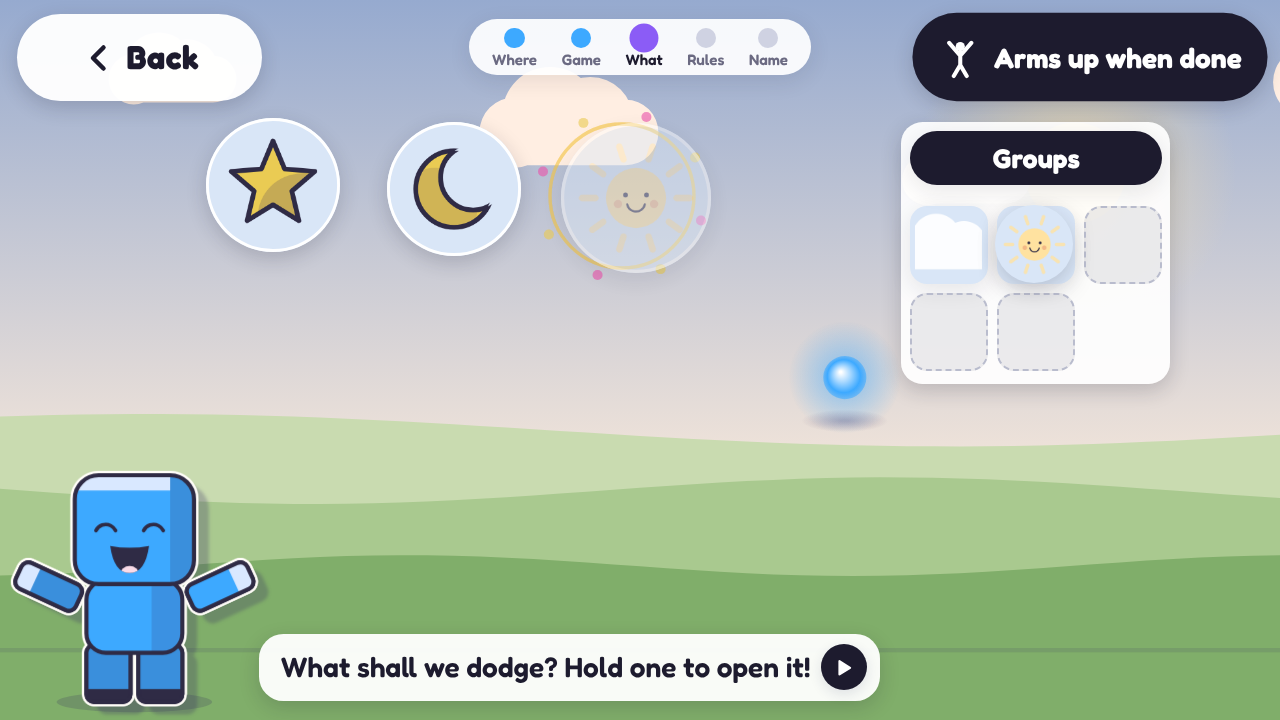 Back
Where
Game
What
Rules
Name
Arms up when done
Groups
What shall we dodge? Hold one to open it!